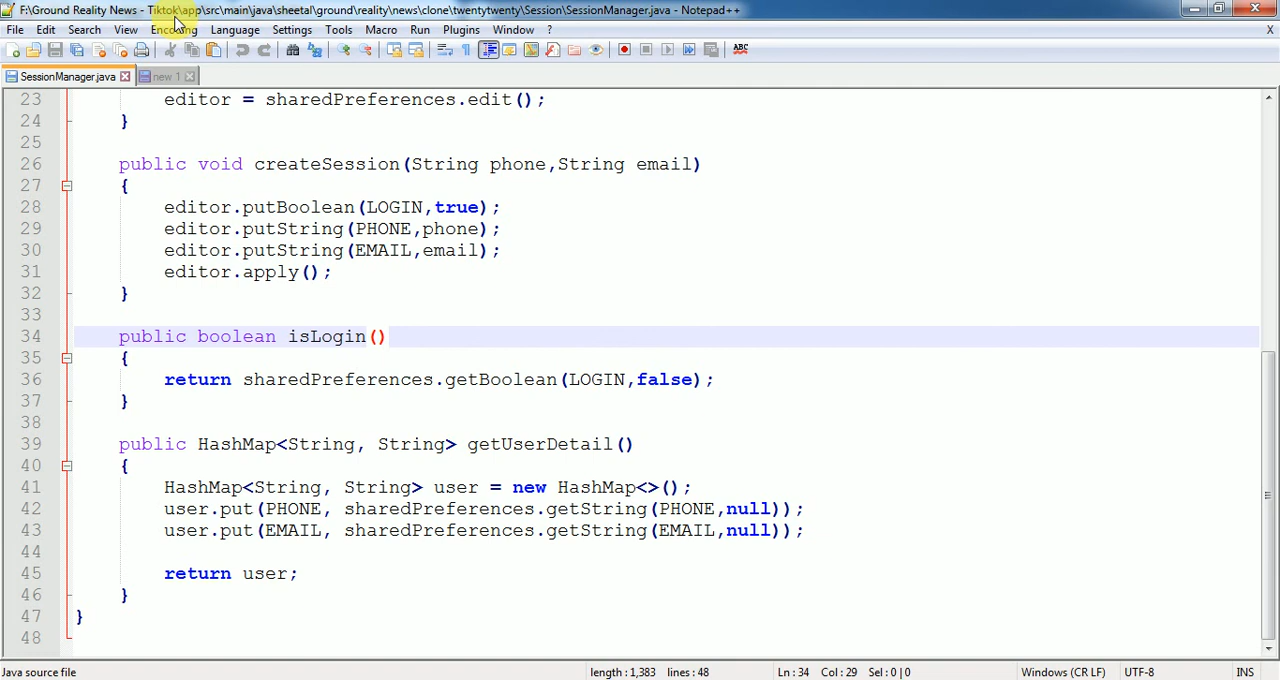 F:\Ground Reality News - Tiktok\app\src\main\java\sheetal\ground\reality\news\clone\twentytwenty\Session\SessionManager.java - Notepad++
File Edit Search View Encoding Language Settings Tools Macro Run Plugins Window ? X
ABC
SessionManager.java new 1
23 editor = sharedPreferences.edit();
24 }
25
26 public void createSession(String phone,String email)
27 {
28 editor.putBoolean(LOGIN,true);
29 editor.putString(PHONE,phone);
30 editor.putString(EMAIL,email);
31 editor.apply();
32 }
33
34 public boolean isLogin()
35 {
36 return sharedPreferences.getBoolean(LOGIN,false);
37 }
38
39 public HashMap<String, String> getUserDetail()
40 {
41 HashMap<String, String> user = new HashMap<>();
42 user.put(PHONE, sharedPreferences.getString(PHONE,null));
43 user.put(EMAIL, sharedPreferences.getString(EMAIL,null));
44
45 return user;
46 }
47 }
48
Java source file length : 1,383 lines : 48 Ln : 34 Col : 29 Sel : 0 | 0 Windows (CR LF) UTF-8 INS